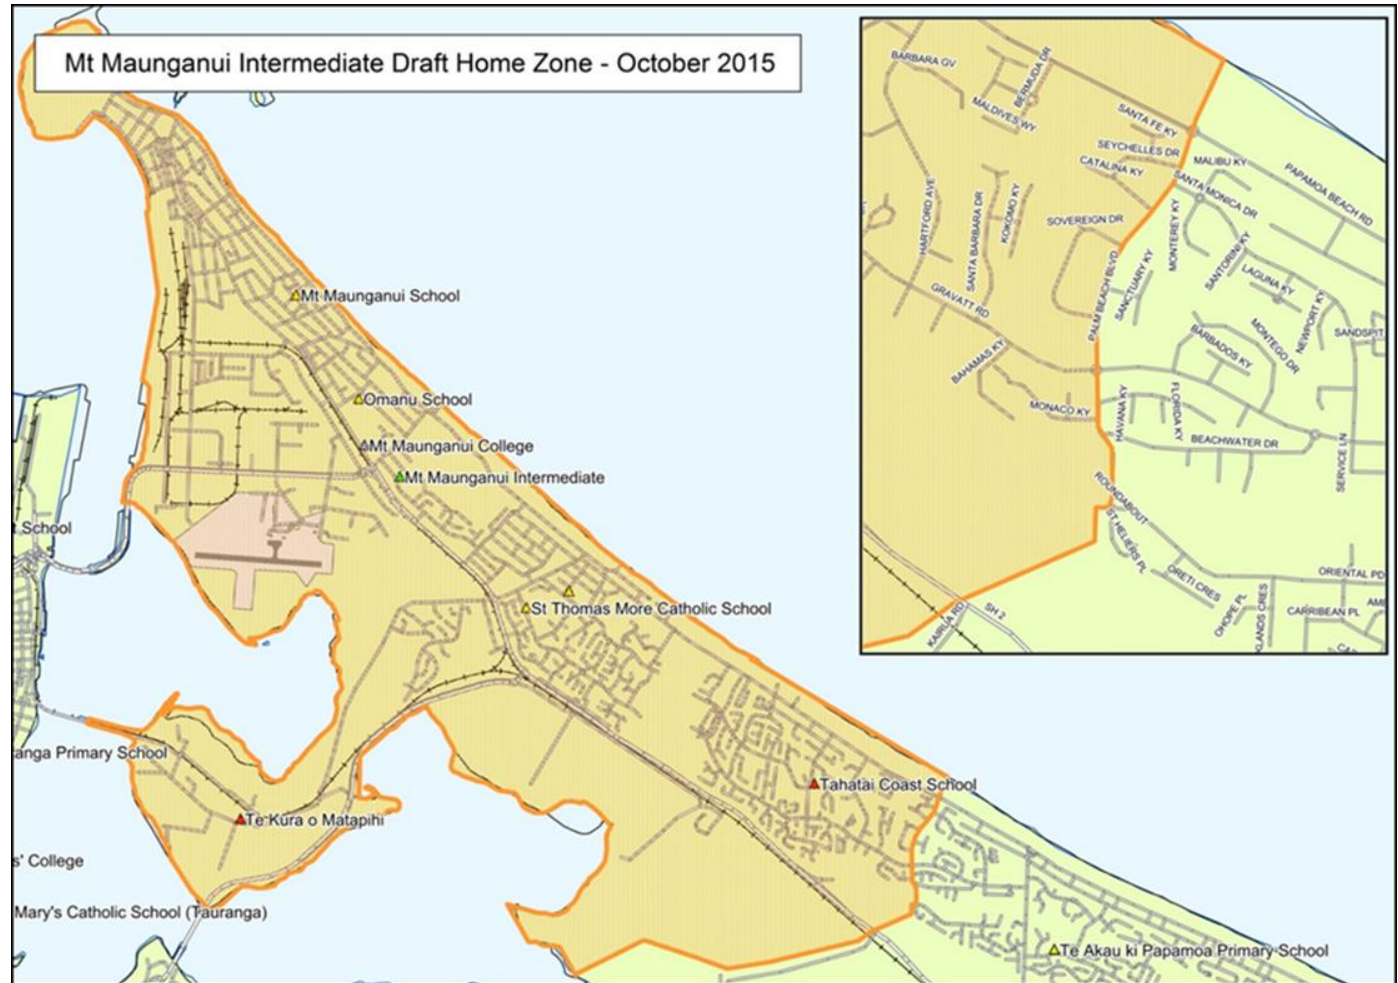 Mt Maunganui Intermediate Draft Home Zone - October 2015
Mt Maunganui School
Omanu School
Mt Maunganui College
Mt Maunganui Intermediate
t School
St Thomas More Catholic School
anga Primary School
Tahatai Coast School
Te Kura o Matapihi
s' College
Mary's Catholic School (Tauranga)
Te Akau ki Papamoa Primary School
BARBARA GV
BERMUDA DR
MALDIVES WY
SANTA FE KY
SEYCHELLES DR
CATALINA KY
MALIBU KY
PAPAMOA BEACH RD
SANTA MONICA DR
HARTFORD AVE
SANTA BARBARA DR
KOKOMO KY
SOVEREIGN DR
MONTEREY KY
SANTORINI KY
PALM BEACH BLVD
SANCTUARY KY
LAGUNA KY
NEWPORT KY
GRAVATT RD
BARBADOS KY
MONTEGO DR
SANDSPIT
BAHAMAS KY
MONACO KY
HAVANA KY
FLORIDA KY
BEACHWATER DR
SERVICE LN
ROUNDABOUT
ST HELIERS PL
ORETI CRES
ORIENTAL PD
OHOPE PL
LANDS CRES
CARRIBEAN PL
AM
KAIRUA RD
SH 2
CA